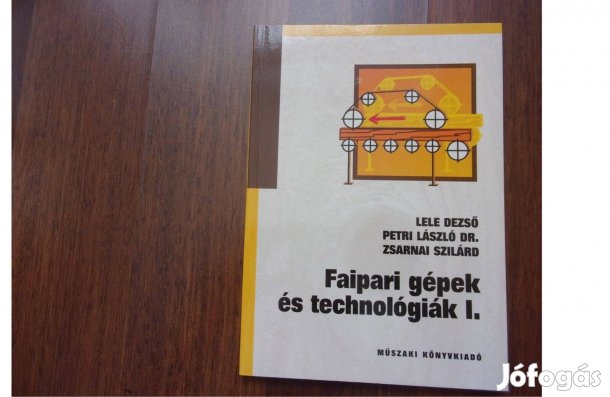 LELE DEZSŐ
PETRI LÁSZLÓ DR.
ZSARNAI SZILÁRD
Faipari gépek
és technológiák I.
MŰSZAKI KÖNYVKIADÓ
Jófogás